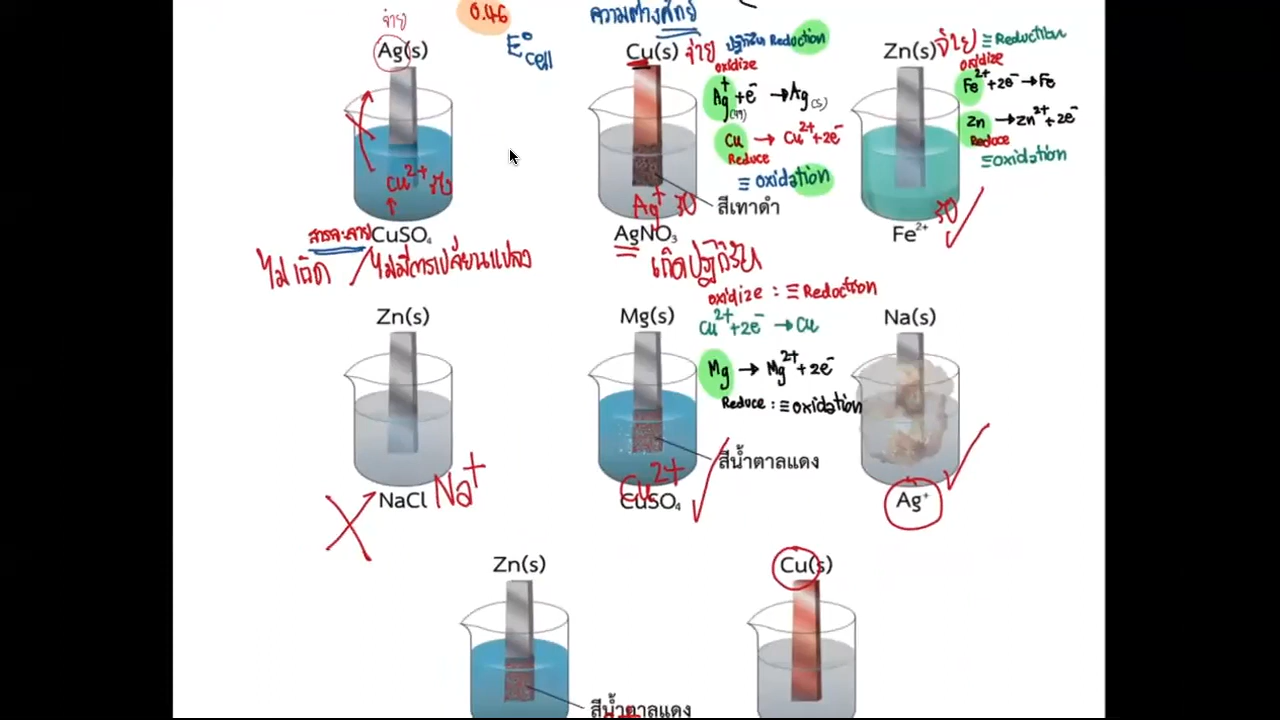 จ่าย
0.46
E° cell
ความต่างศักย์
Ag(s)
Cu²⁺ รับ
สารละลาย CuSO₄
ไม่เกิด / ไม่มีการเปลี่ยนแปลง
Cu(s) จ่าย
ปฏิกิริยา Reduction
oxidize
Ag⁺(aq) + e⁻ → Ag(s)
Cu → Cu²⁺ + 2e⁻
Reduce
≡ oxidation
Ag⁺ รับ
สีเทาดำ
AgNO₃
เกิดปฏิกิริยา
Zn(s) จ่าย
≡ Reduction
oxidize
Fe²⁺ + 2e⁻ → Fe
Zn → Zn²⁺ + 2e⁻
Reduce
≡ oxidation
รับ
Fe²⁺
Zn(s)
NaCl Na⁺
Mg(s)
oxidize : ≡ Reduction
Cu²⁺ + 2e⁻ → Cu
Mg → Mg²⁺ + 2e⁻
Reduce : ≡ oxidation
สีน้ำตาลแดง
Cu²⁺
CuSO₄
Na(s)
Ag⁺
Zn(s)
สีน้ำตาลแดง
Cu(s)